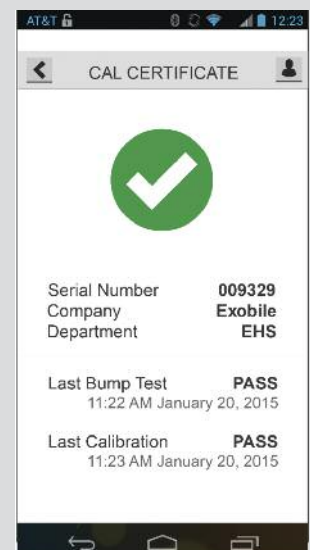 AT&T 12:23
CAL CERTIFICATE
Serial Number 009329
Company Exobile
Department EHS
Last Bump Test PASS
11:22 AM January 20, 2015
Last Calibration PASS
11:23 AM January 20, 2015